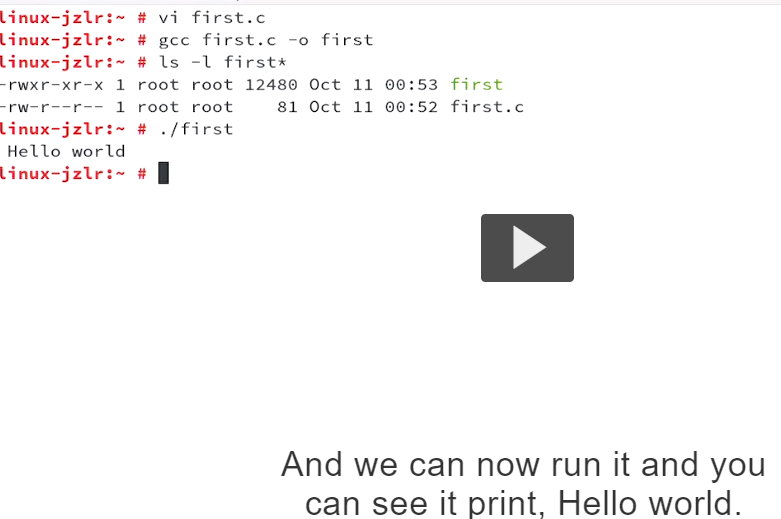 linux-jzlr:~ # vi first.c
linux-jzlr:~ # gcc first.c -o first
linux-jzlr:~ # ls -l first*
-rwxr-xr-x 1 root root 12480 Oct 11 00:53 first
-rw-r--r-- 1 root root    81 Oct 11 00:52 first.c
linux-jzlr:~ # ./first
 Hello world
linux-jzlr:~ #
And we can now run it and you
can see it print, Hello world.